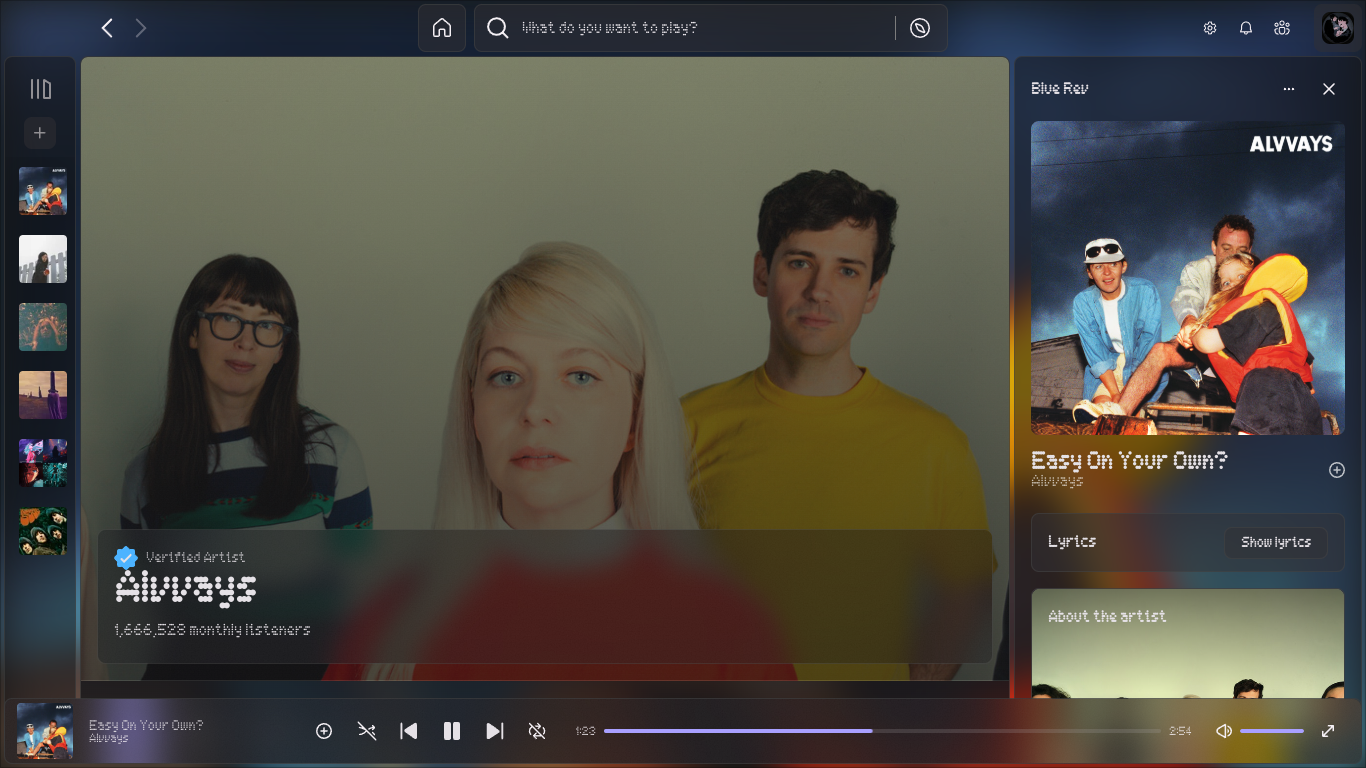 What do you want to play?
Blue Rev
ALVVAYS
Easy On Your Own?
Alvvays
Lyrics
Show lyrics
About the artist
Verified Artist
Alvvays
1,666,528 monthly listeners
Easy On Your Own?
Alvvays
1:23
2:54